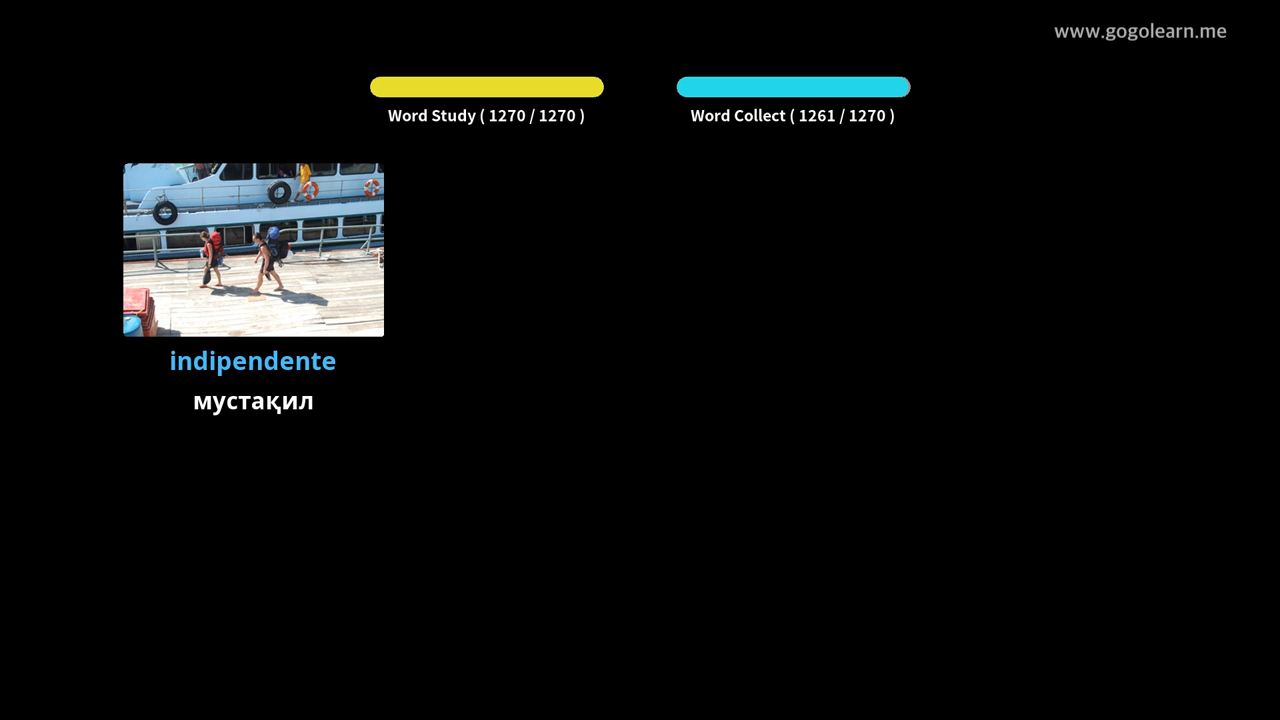 www.gogolearn.me
Word Study ( 1270 / 1270 )
Word Collect ( 1261 / 1270 )
indipendente
мустақил